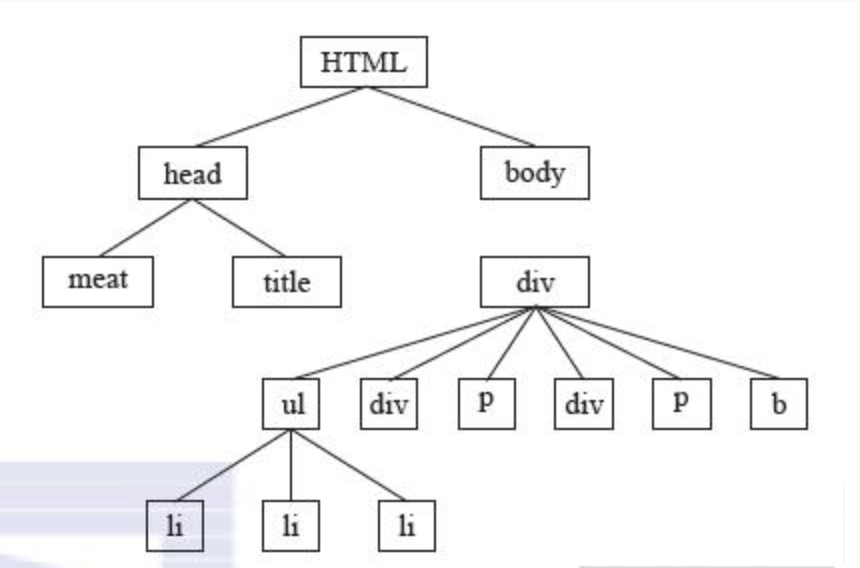 HTML
head body
meat title div
ul div p div p b
li li li